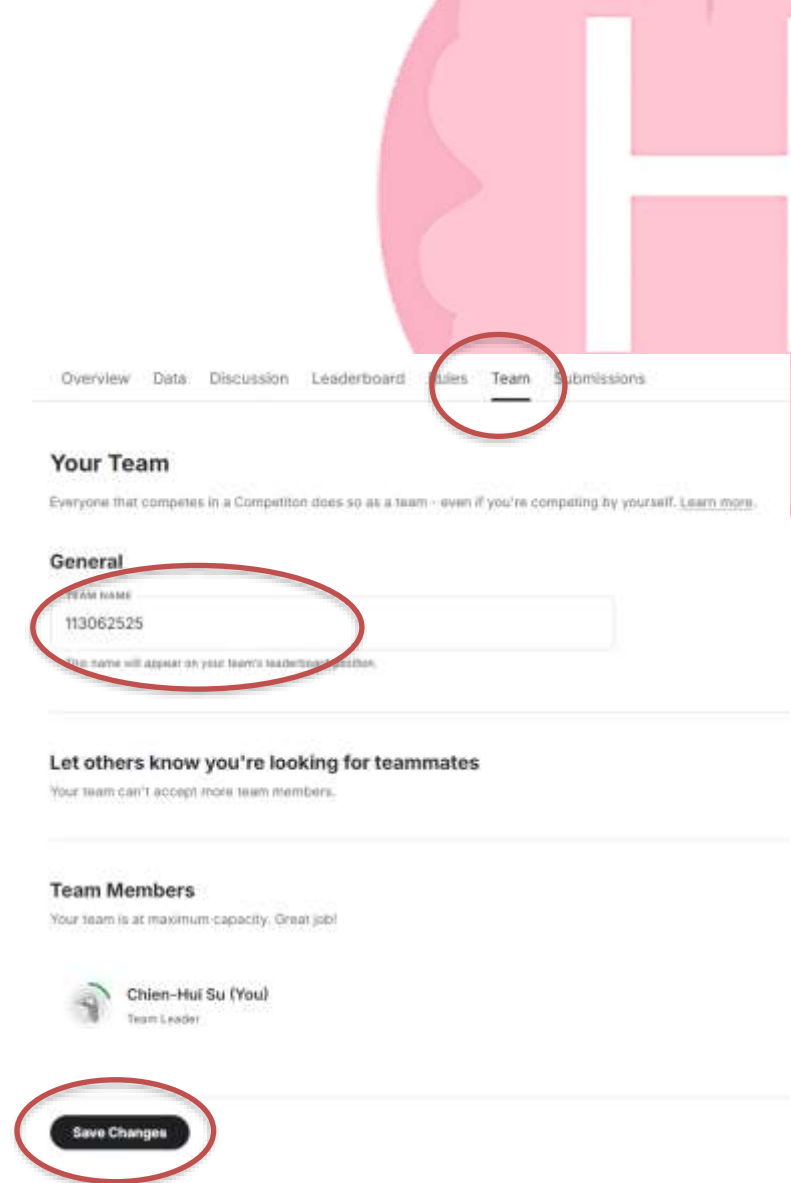 H
Overview Data Discussion Leaderboard Rules Team Submissions
Your Team
Everyone that competes in a Competiton does so as a team - even if you're competing by yourself. Learn more.
General
TEAM NAME
113062525
This name will appear on your team's leaderboard position.
Let others know you're looking for teammates
Your team can't accept more team members.
Team Members
Your team is at maximum capacity. Great job!
Chien-Hui Su (You)
Team Leader
Save Changes